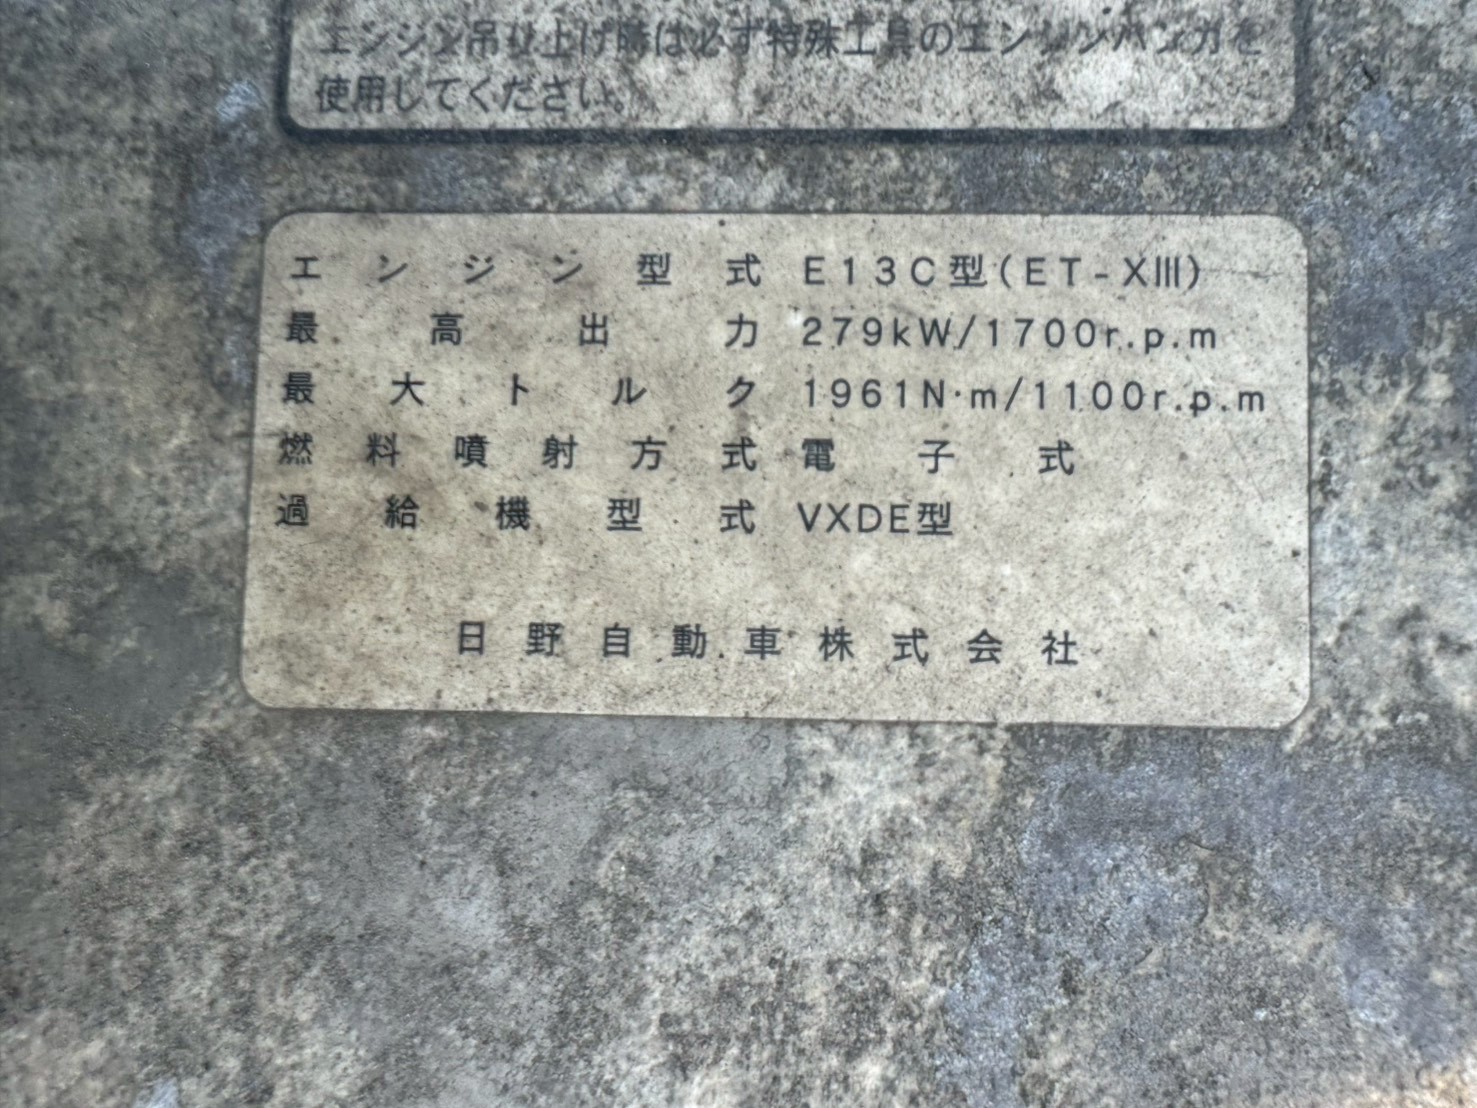 エンジン吊り上げ時は必ず特殊工具のエンジンハンガを
使用してください。
エンジン型式 E13C型(ET-XIII)
最高出力 279kW/1700r.p.m
最大トルク 1961N·m/1100r.p.m
燃料噴射方式 電子式
過給機型式 VXDE型
日野自動車株式会社